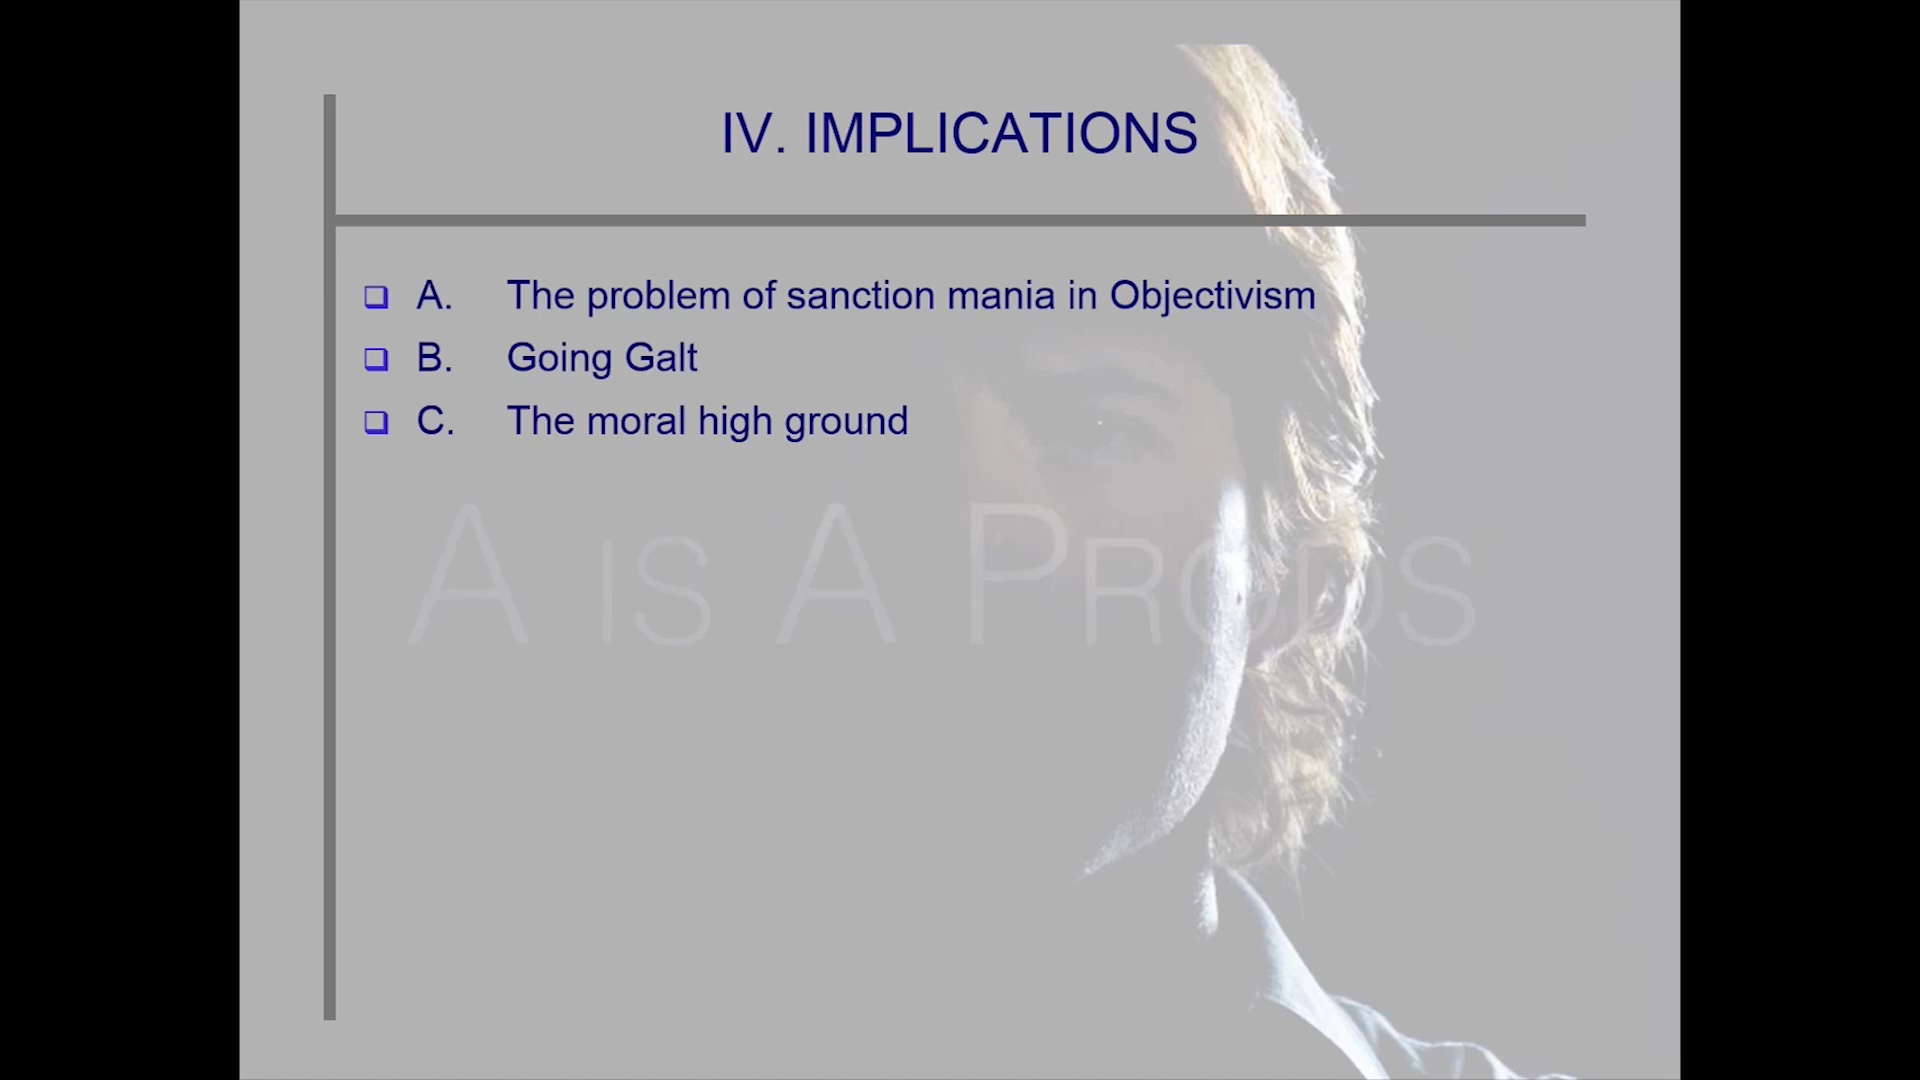 IV. IMPLICATIONS
❑ A. The problem of sanction mania in Objectivism
❑ B. Going Galt
❑ C. The moral high ground
A IS A PRODS